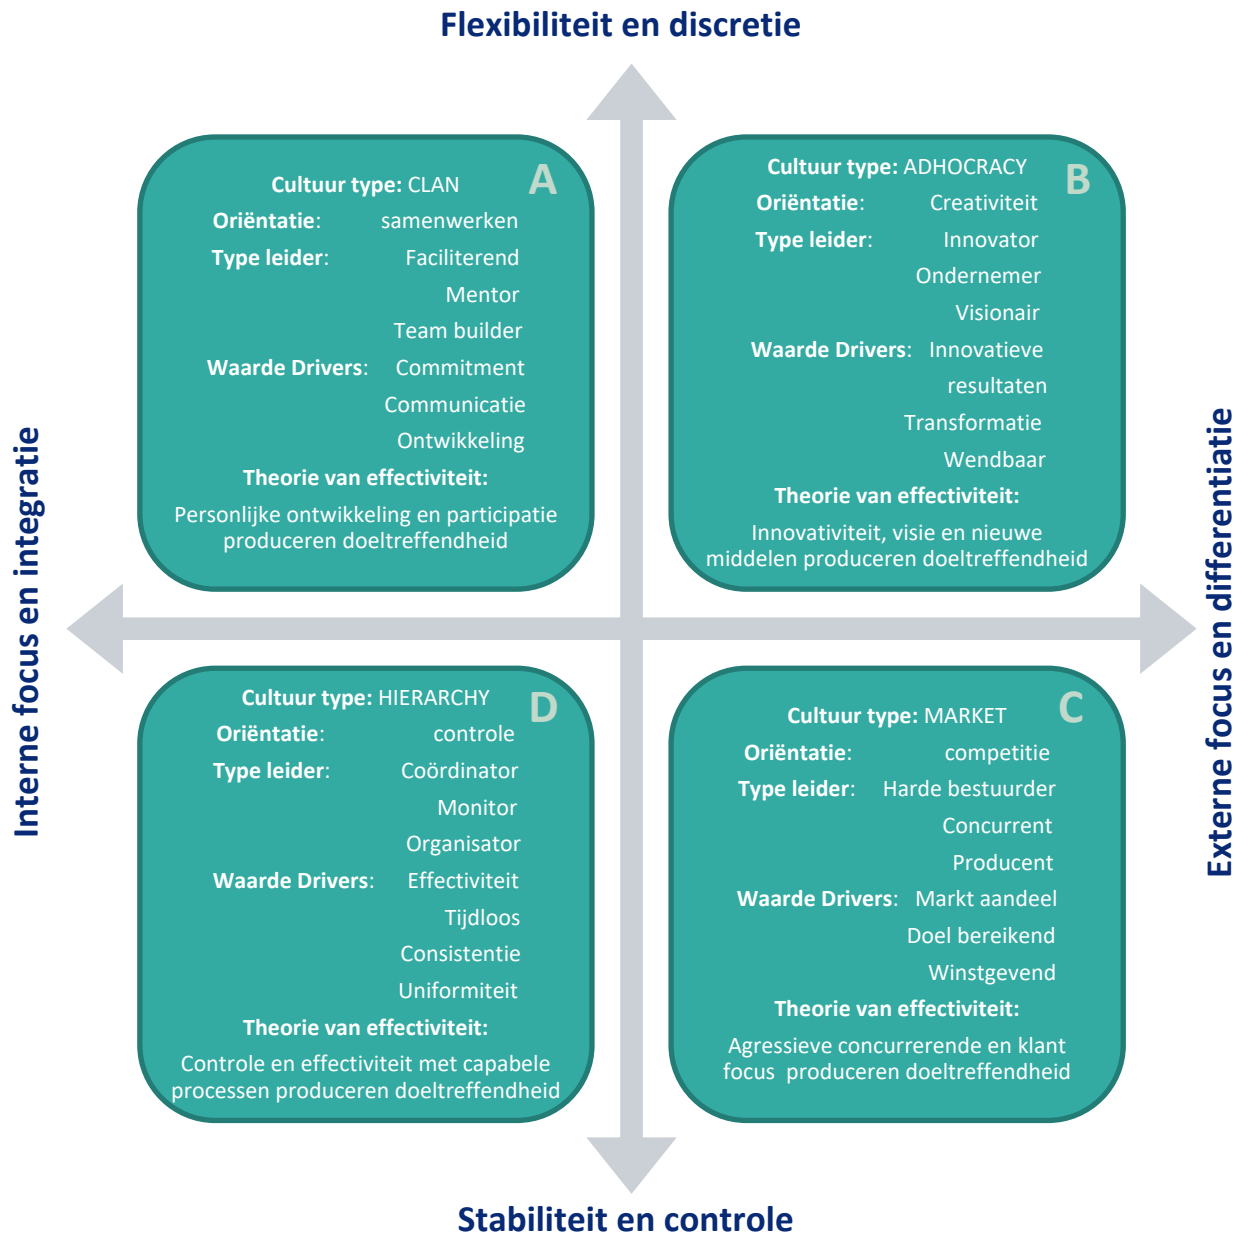 Flexibiliteit en discretie
A
Cultuur type: CLAN
Oriëntatie: samenwerken
Type leider: Faciliterend
Mentor
Team builder
Waarde Drivers: Commitment
Communicatie
Ontwikkeling
Theorie van effectiviteit:
Personlijke ontwikkeling en participatie
produceren doeltreffendheid
B
Cultuur type: ADHOCRACY
Oriëntatie: Creativiteit
Type leider: Innovator
Ondernemer
Visionair
Waarde Drivers: Innovatieve
resultaten
Transformatie
Wendbaar
Theorie van effectiviteit:
Innovativiteit, visie en nieuwe
middelen produceren doeltreffendheid
Interne focus en integratie
Externe focus en differentiatie
D
Cultuur type: HIERARCHY
Oriëntatie: controle
Type leider: Coördinator
Monitor
Organisator
Waarde Drivers: Effectiviteit
Tijdloos
Consistentie
Uniformiteit
Theorie van effectiviteit:
Controle en effectiviteit met capabele
processen produceren doeltreffendheid
C
Cultuur type: MARKET
Oriëntatie: competitie
Type leider: Harde bestuurder
Concurrent
Producent
Waarde Drivers: Markt aandeel
Doel bereikend
Winstgevend
Theorie van effectiviteit:
Agressieve concurrerende en klant
focus produceren doeltreffendheid
Stabiliteit en controle